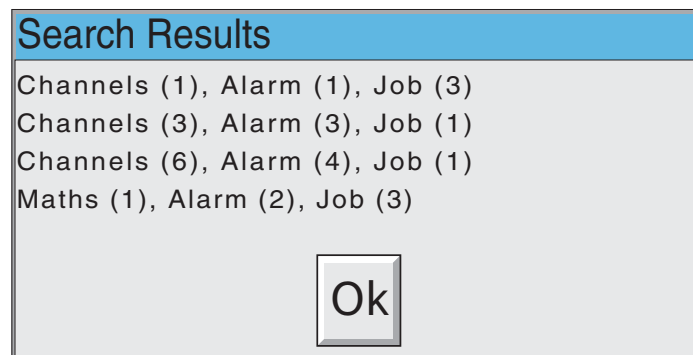 Search Results
Channels (1), Alarm (1), Job (3)
Channels (3), Alarm (3), Job (1)
Channels (6), Alarm (4), Job (1)
Maths (1), Alarm (2), Job (3)
Ok